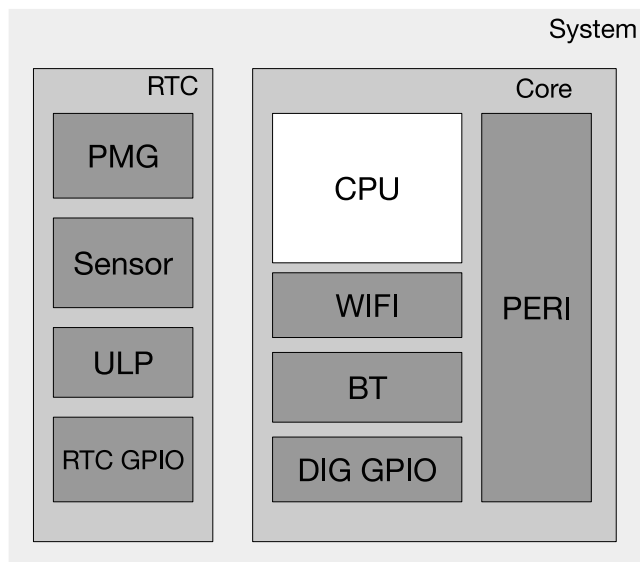 System
RTC
PMG
Sensor
ULP
RTC GPIO
Core
CPU
WIFI
BT
DIG GPIO
PERI